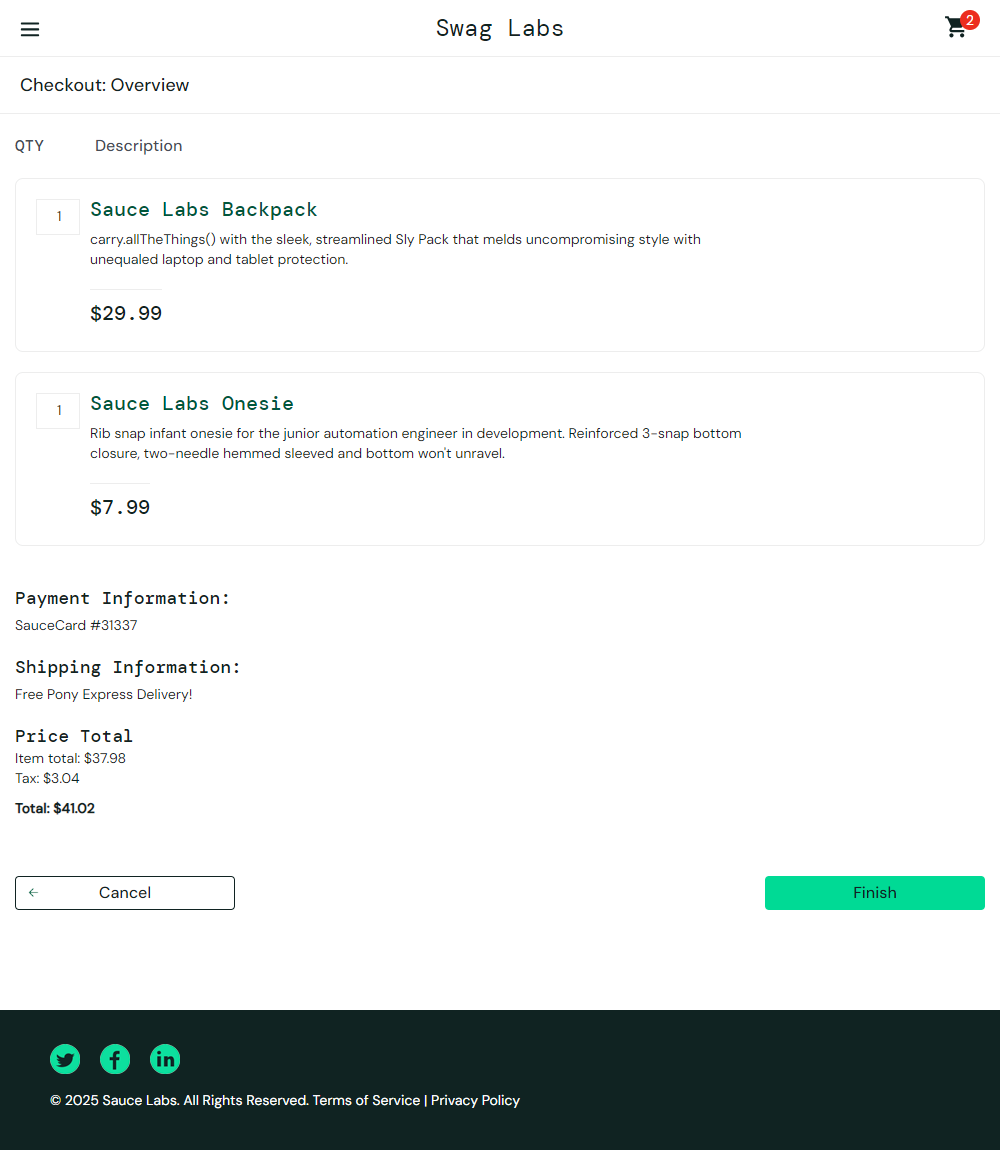 Swag Labs
2
Checkout: Overview
QTY Description
1
Sauce Labs Backpack
carry.allTheThings() with the sleek, streamlined Sly Pack that melds uncompromising style with
unequaled laptop and tablet protection.
$29.99
1
Sauce Labs Onesie
Rib snap infant onesie for the junior automation engineer in development. Reinforced 3-snap bottom
closure, two-needle hemmed sleeved and bottom won't unravel.
$7.99
Payment Information:
SauceCard #31337
Shipping Information:
Free Pony Express Delivery!
Price Total
Item total: $37.98
Tax: $3.04
Total: $41.02
Cancel
Finish
© 2025 Sauce Labs. All Rights Reserved. Terms of Service | Privacy Policy